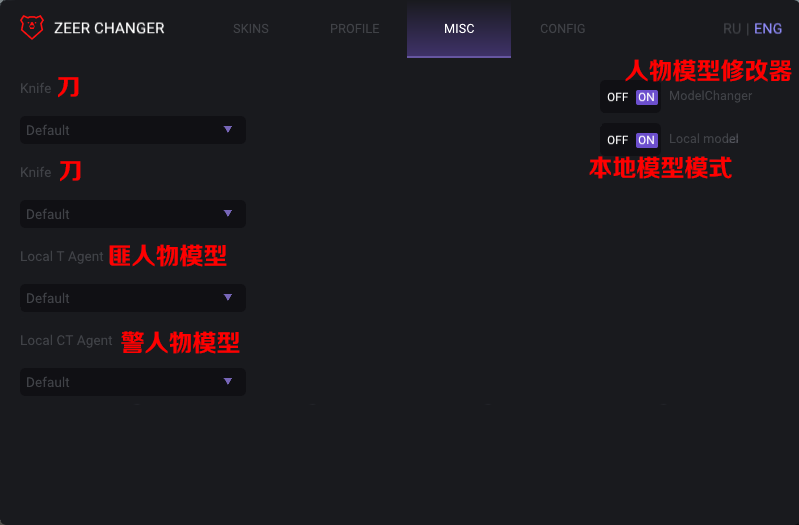 ZEER CHANGER SKINS PROFILE MISC CONFIG RU | ENG
人物模型修改器
Knife 刀
OFF ON ModelChanger
Default
OFF ON Local model
本地模型模式
Knife 刀
Default
Local T Agent 匪人物模型
Default
Local CT Agent 警人物模型
Default